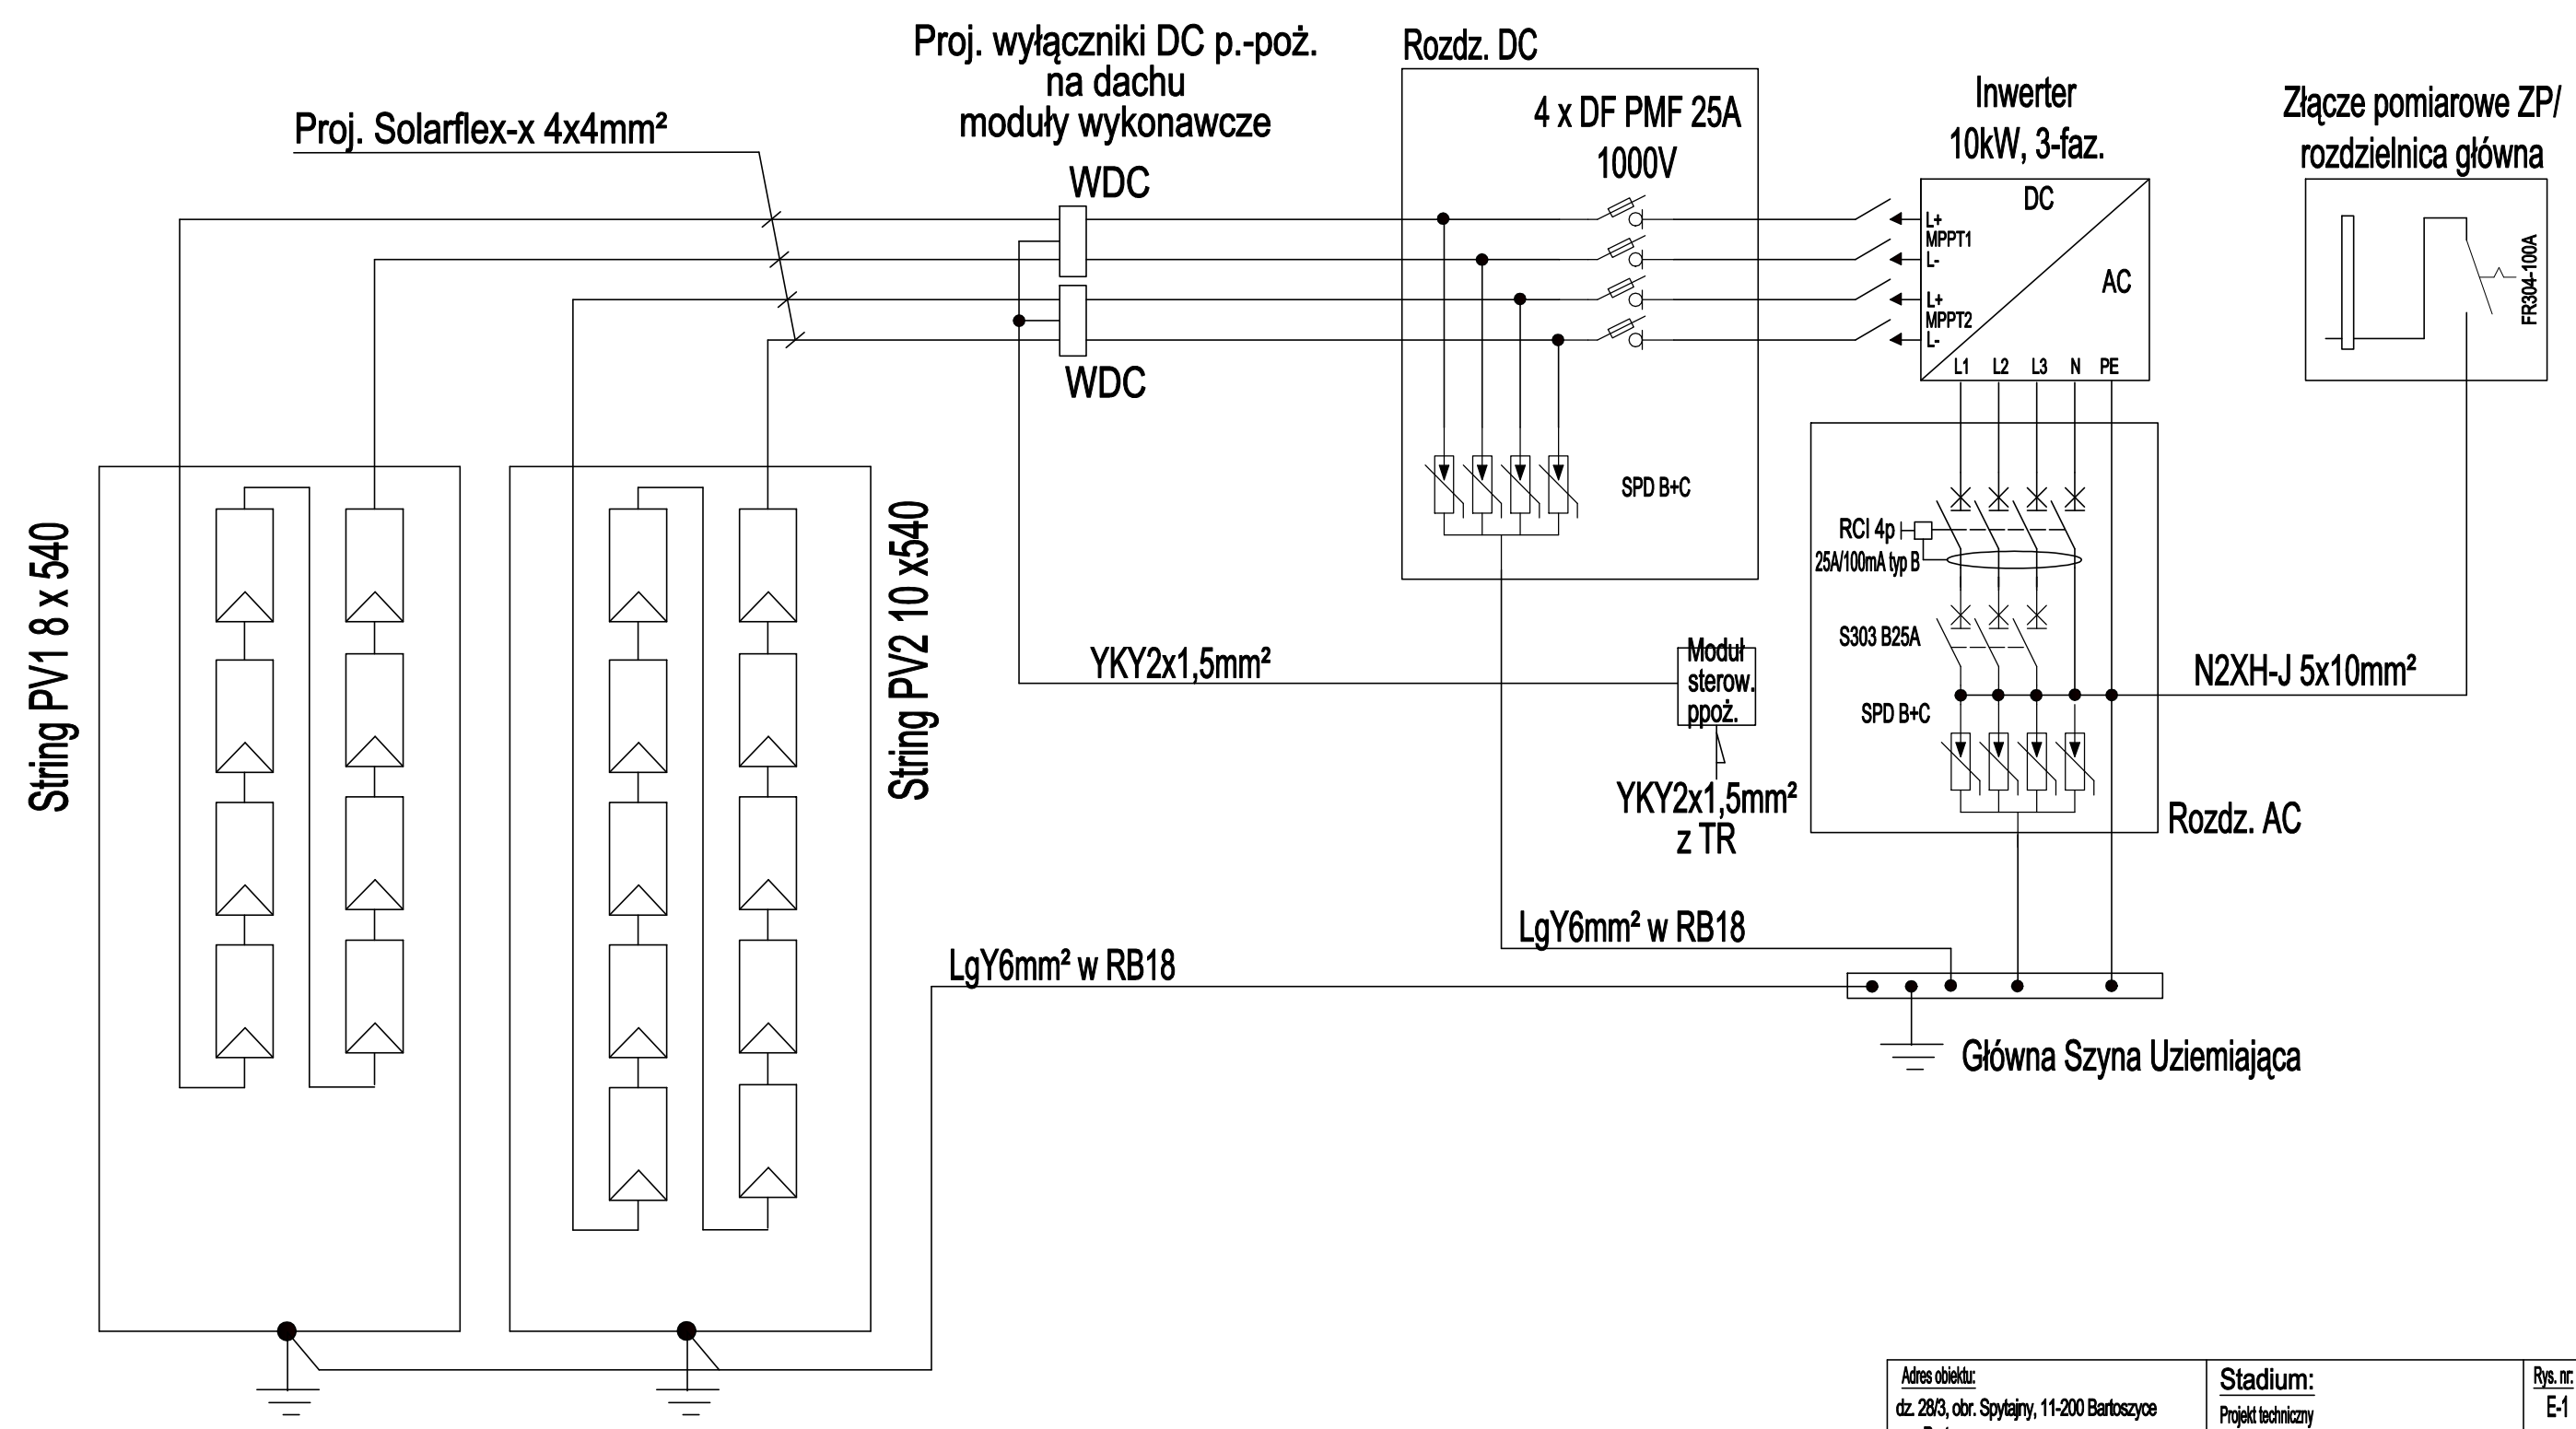 Proj. wyłączniki DC p.-poż.
na dachu
moduły wykonawcze
Rozdz. DC
4 x DF PMF 25A
1000V
Inwerter
10kW, 3-faz.
Złącze pomiarowe ZP/
rozdzielnica główna
Proj. Solarflex-x 4x4mm²
WDC
WDC
DC
AC
L+
MPPT1
L-
L+
MPPT2
L-
L1 L2 L3 N PE
FR304-100A
String PV1 8 x 540
String PV2 10 x540
SPD B+C
RCI 4p
25A/100mA typ B
S303 B25A
SPD B+C
YKY2x1,5mm²
Moduł
sterow.
ppoż.
YKY2x1,5mm²
z TR
N2XH-J 5x10mm²
Rozdz. AC
LgY6mm² w RB18
LgY6mm² w RB18
Główna Szyna Uziemiająca
Adres obiektu:
dz. 28/3, obr. Spytajny, 11-200 Bartoszyce
Stadium:
Projekt techniczny
Rys. nr:
E-1